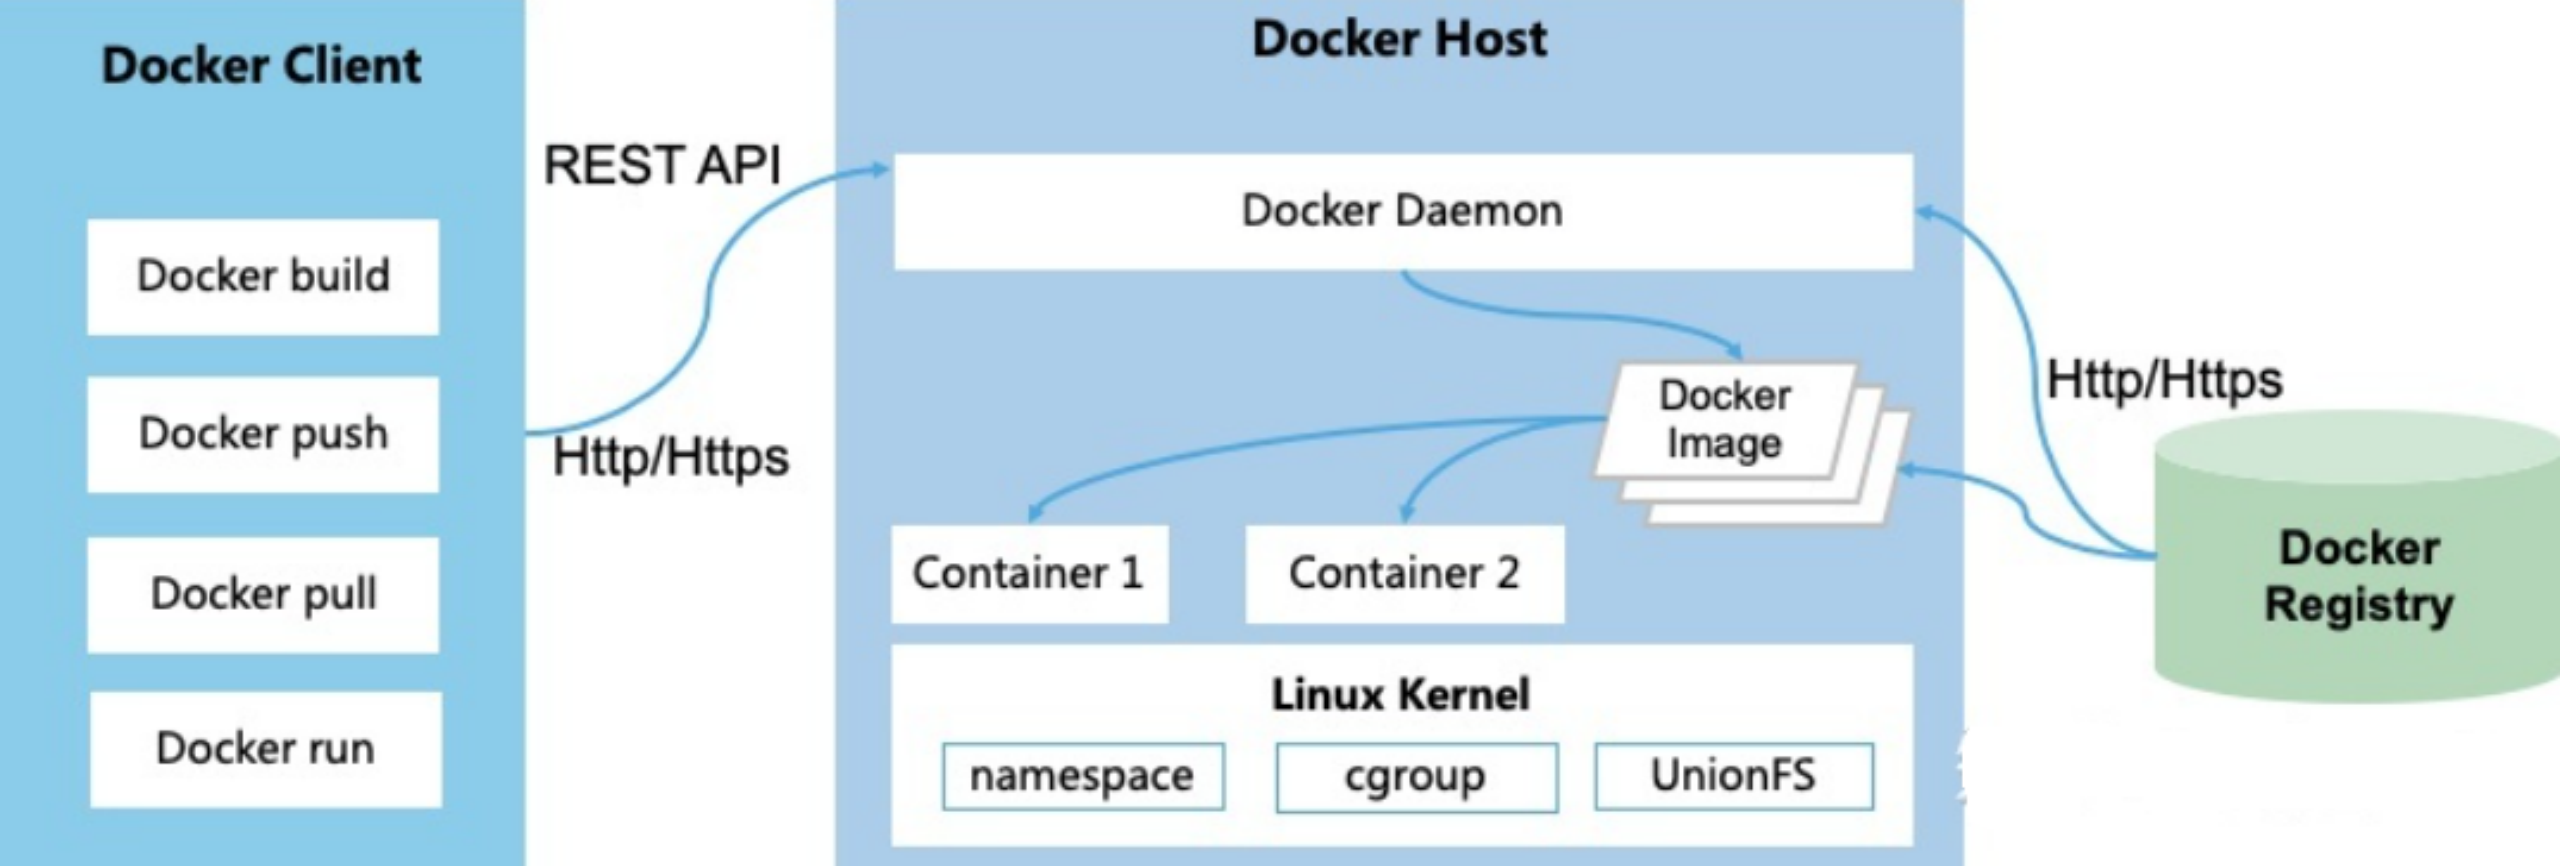 Docker Client
Docker build
Docker push
Docker pull
Docker run
REST API
Http/Https
Docker Host
Docker Daemon
Docker
Image
Container 1
Container 2
Linux Kernel
namespace
cgroup
UnionFS
Http/Https
Docker
Registry